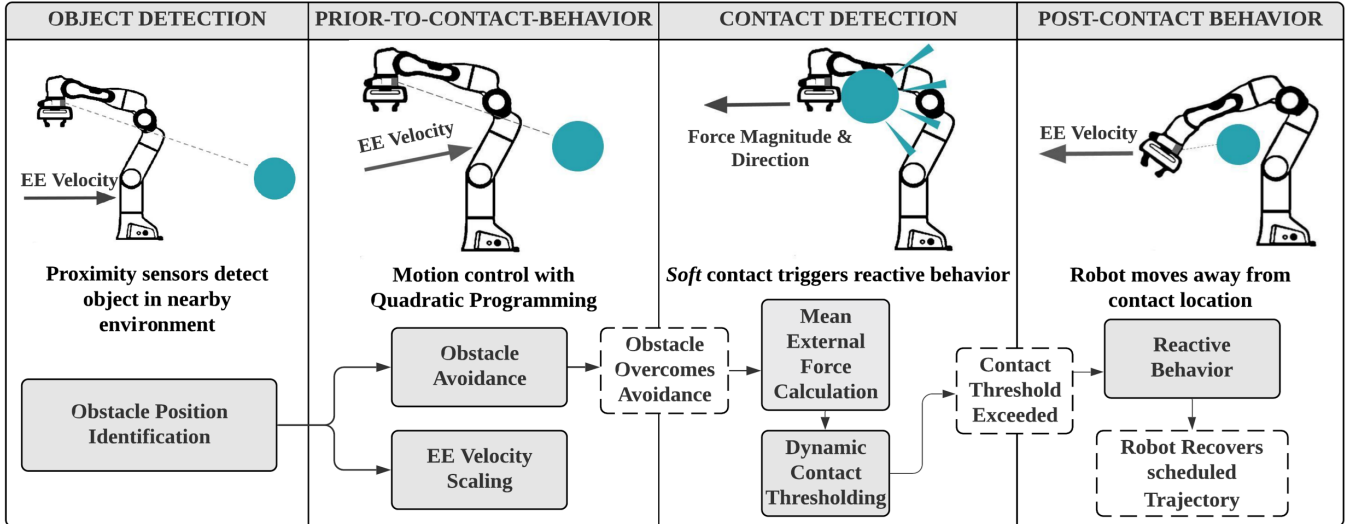 OBJECT DETECTION
PRIOR-TO-CONTACT-BEHAVIOR
CONTACT DETECTION
POST-CONTACT BEHAVIOR
EE Velocity
Proximity sensors detect
object in nearby
environment
Obstacle Position
Identification
EE Velocity
Motion control with
Quadratic Programming
Obstacle
Avoidance
EE Velocity
Scaling
Obstacle
Overcomes
Avoidance
Force Magnitude &
Direction
Soft contact triggers reactive behavior
Mean
External
Force
Calculation
Dynamic
Contact
Thresholding
Contact
Threshold
Exceeded
EE Velocity
Robot moves away from
contact location
Reactive
Behavior
Robot Recovers
scheduled
Trajectory